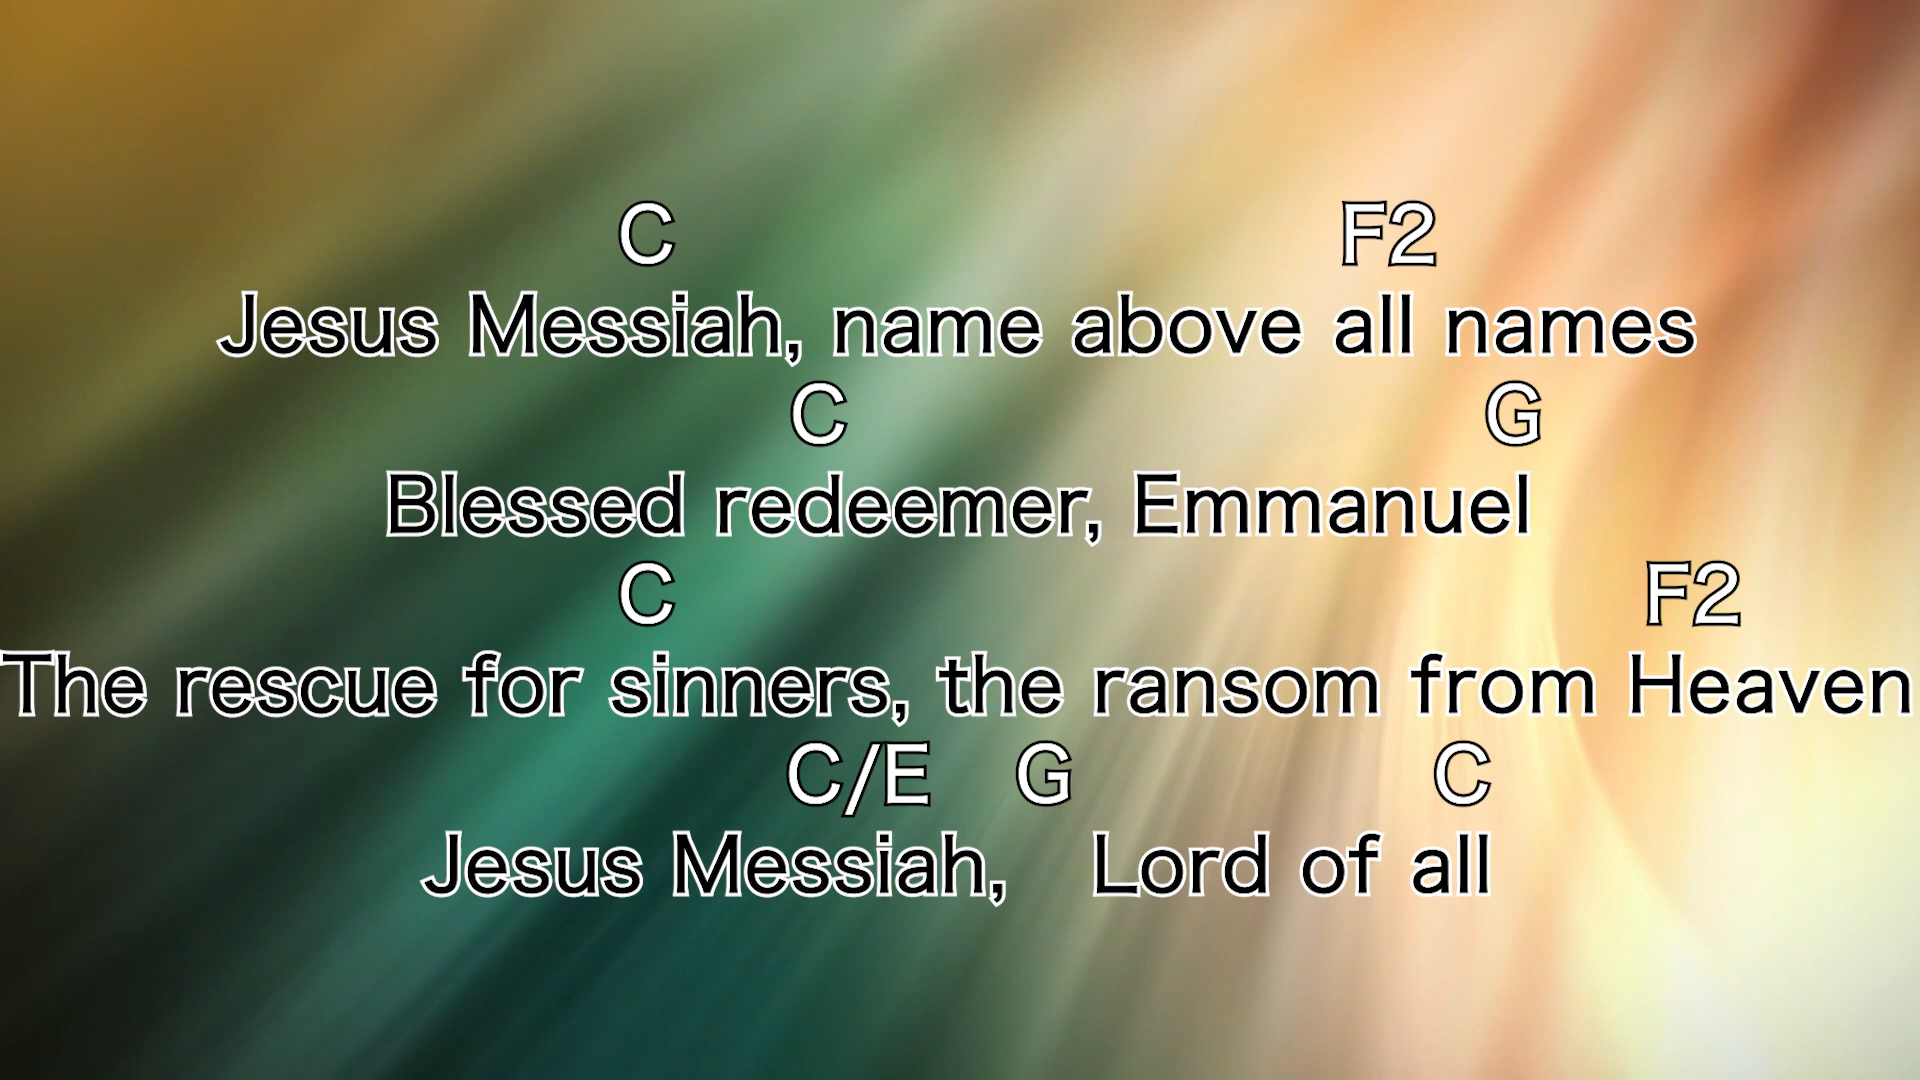 C F2
Jesus Messiah, name above all names
C G
Blessed redeemer, Emmanuel
C F2
The rescue for sinners, the ransom from Heaven
C/E G C
Jesus Messiah, Lord of all